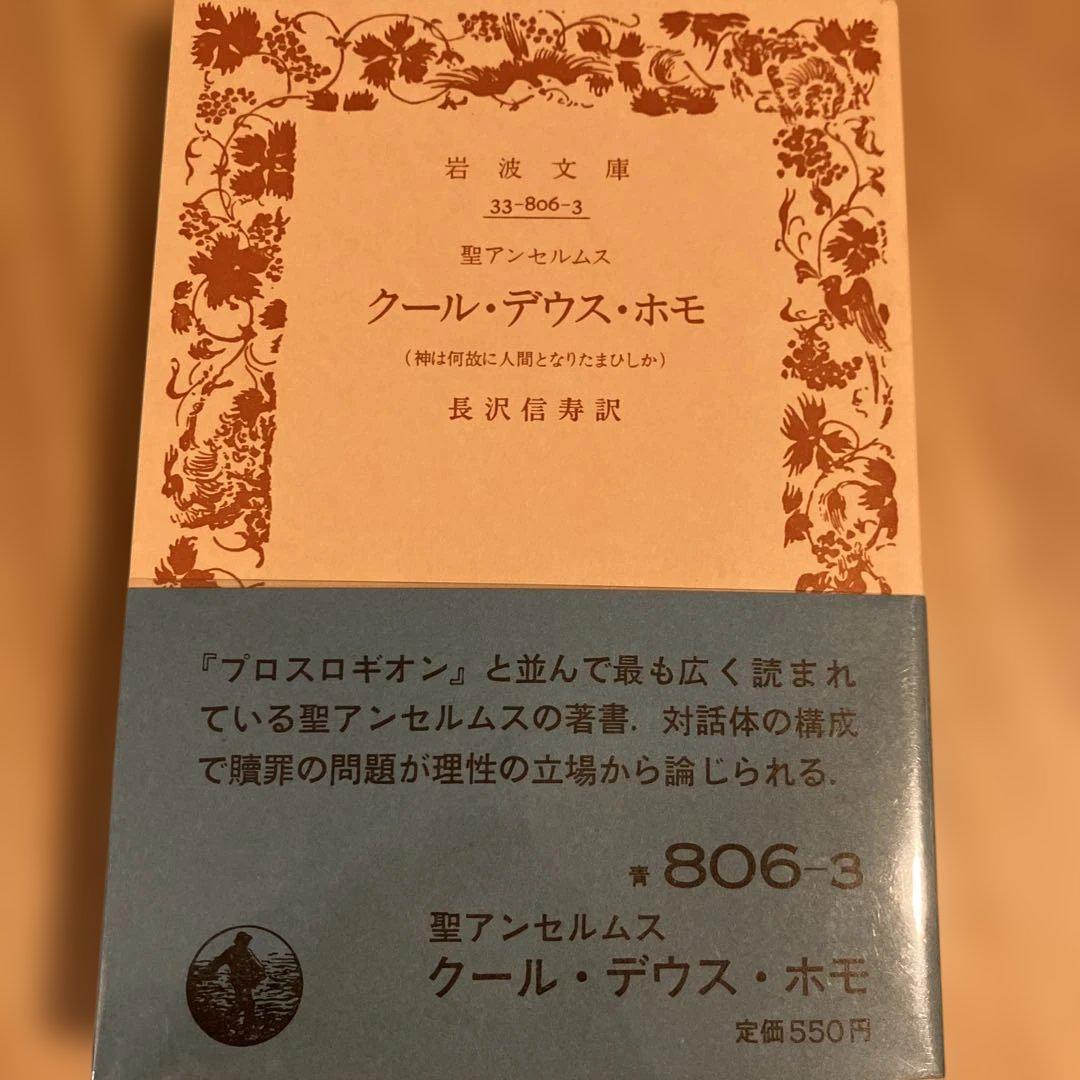 岩波文庫
33-806-3
聖アンセルムス
クール・デウス・ホモ
(神は何故に人間となりたまひしか)
長沢信寿訳
『プロスロギオン』と並んで最も広く読まれ
ている聖アンセルムスの著書．対話体の構成
で贖罪の問題が理性の立場から論じられる．
青 806-3
聖アンセルムス
クール・デウス・ホモ
定価550円